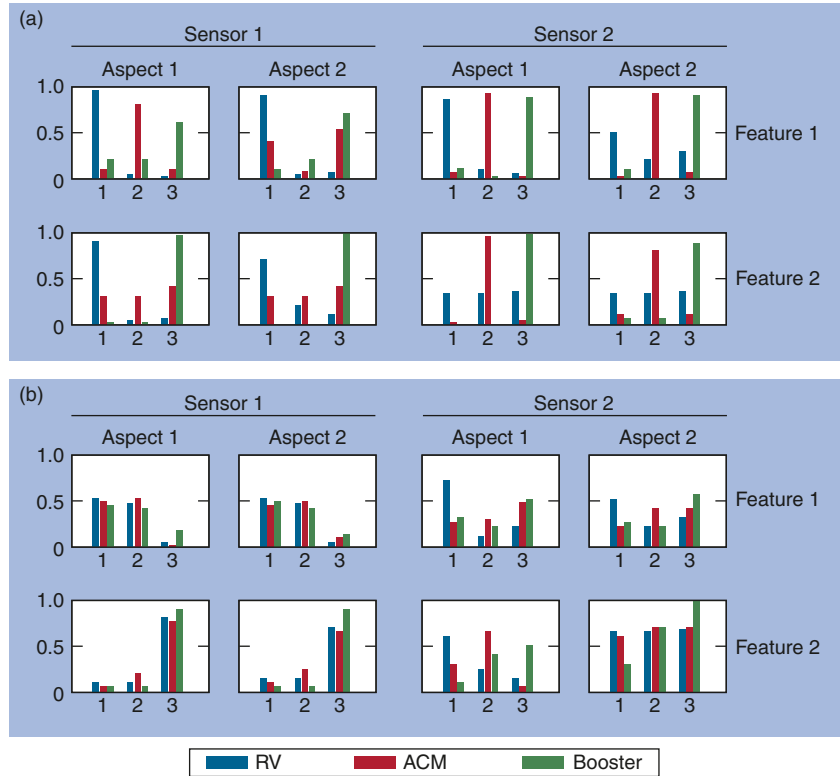 (a)
Sensor 1 Sensor 2
Aspect 1 Aspect 2 Aspect 1 Aspect 2
1.0
0.5
0
1 2 3 1 2 3 1 2 3 1 2 3
Feature 1
1.0
0.5
0
1 2 3 1 2 3 1 2 3 1 2 3
Feature 2
(b)
Sensor 1 Sensor 2
Aspect 1 Aspect 2 Aspect 1 Aspect 2
1.0
0.5
0
1 2 3 1 2 3 1 2 3 1 2 3
Feature 1
1.0
0.5
0
1 2 3 1 2 3 1 2 3 1 2 3
Feature 2
RV ACM Booster